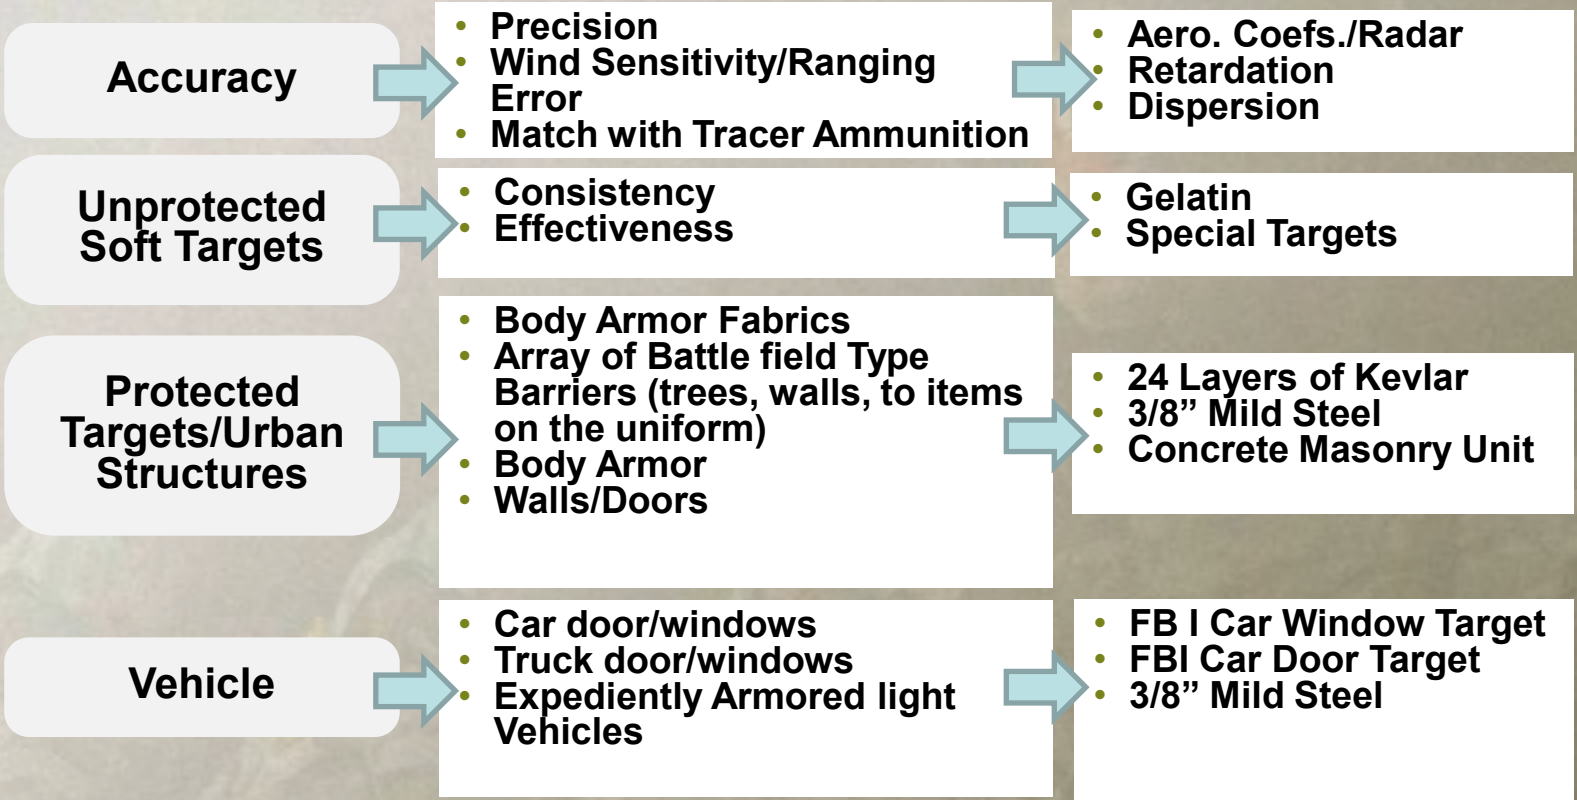 Accuracy
• Precision
• Wind Sensitivity/Ranging
Error
• Match with Tracer Ammunition
• Aero. Coefs./Radar
• Retardation
• Dispersion
Unprotected
Soft Targets
• Consistency
• Effectiveness
• Gelatin
• Special Targets
Protected
Targets/Urban
Structures
• Body Armor Fabrics
• Array of Battle field Type
Barriers (trees, walls, to items
on the uniform)
• Body Armor
• Walls/Doors
• 24 Layers of Kevlar
• 3/8” Mild Steel
• Concrete Masonry Unit
Vehicle
• Car door/windows
• Truck door/windows
• Expediently Armored light
Vehicles
• FB I Car Window Target
• FBI Car Door Target
• 3/8” Mild Steel